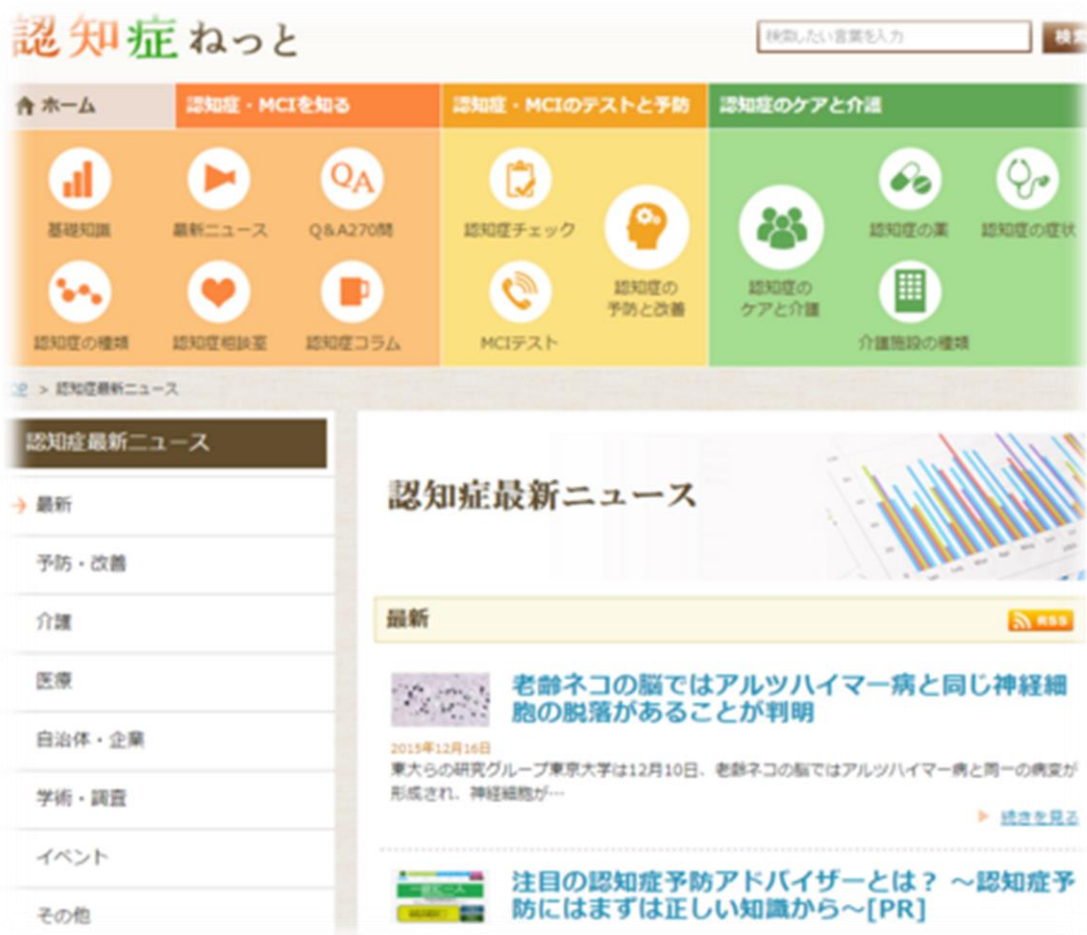 認知症ねっと
検索したい言葉を入力
検索
ホーム
認知症・MCIを知る
認知症・MCIのテストと予防
認知症のケアと介護
基礎知識
最新ニュース
Q&A270問
認知症の種類
認知症相談室
認知症コラム
認知症チェック
MCIテスト
認知症の
予防と改善
認知症の
ケアと介護
認知症の薬
認知症の症状
介護施設の種類
> 認知症最新ニュース
認知症最新ニュース
最新
予防・改善
介護
医療
自治体・企業
学術・調査
イベント
その他
認知症最新ニュース
最新
RSS
老齢ネコの脳ではアルツハイマー病と同じ神経細
胞の脱落があることが判明
2015年12月16日
東大らの研究グループ東京大学は12月10日、老齢ネコの脳ではアルツハイマー病と同一の病変が
形成され、神経細胞が…
続きを見る
注目の認知症予防アドバイザーとは？ ～認知症予
防にはまずは正しい知識から～[PR]